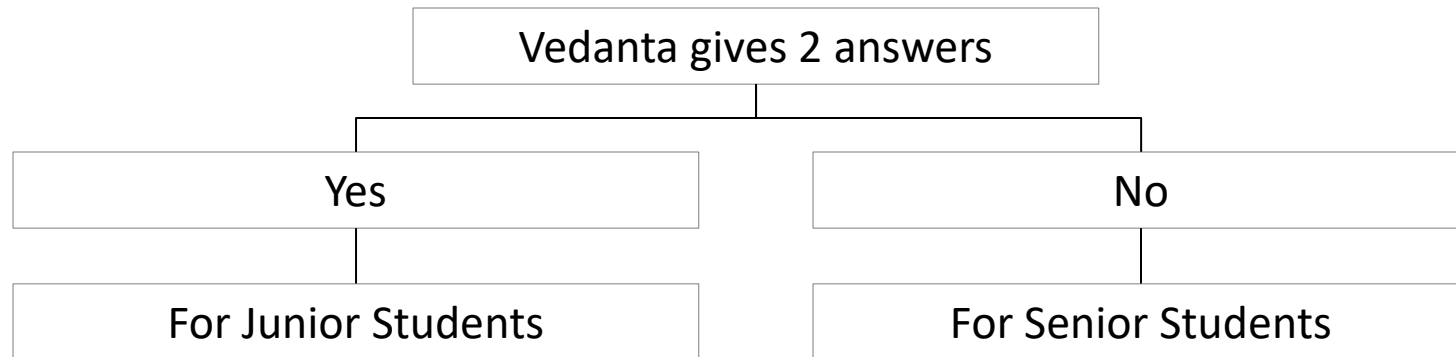 Vedanta gives 2 answers
Yes
No
For Junior Students
For Senior Students